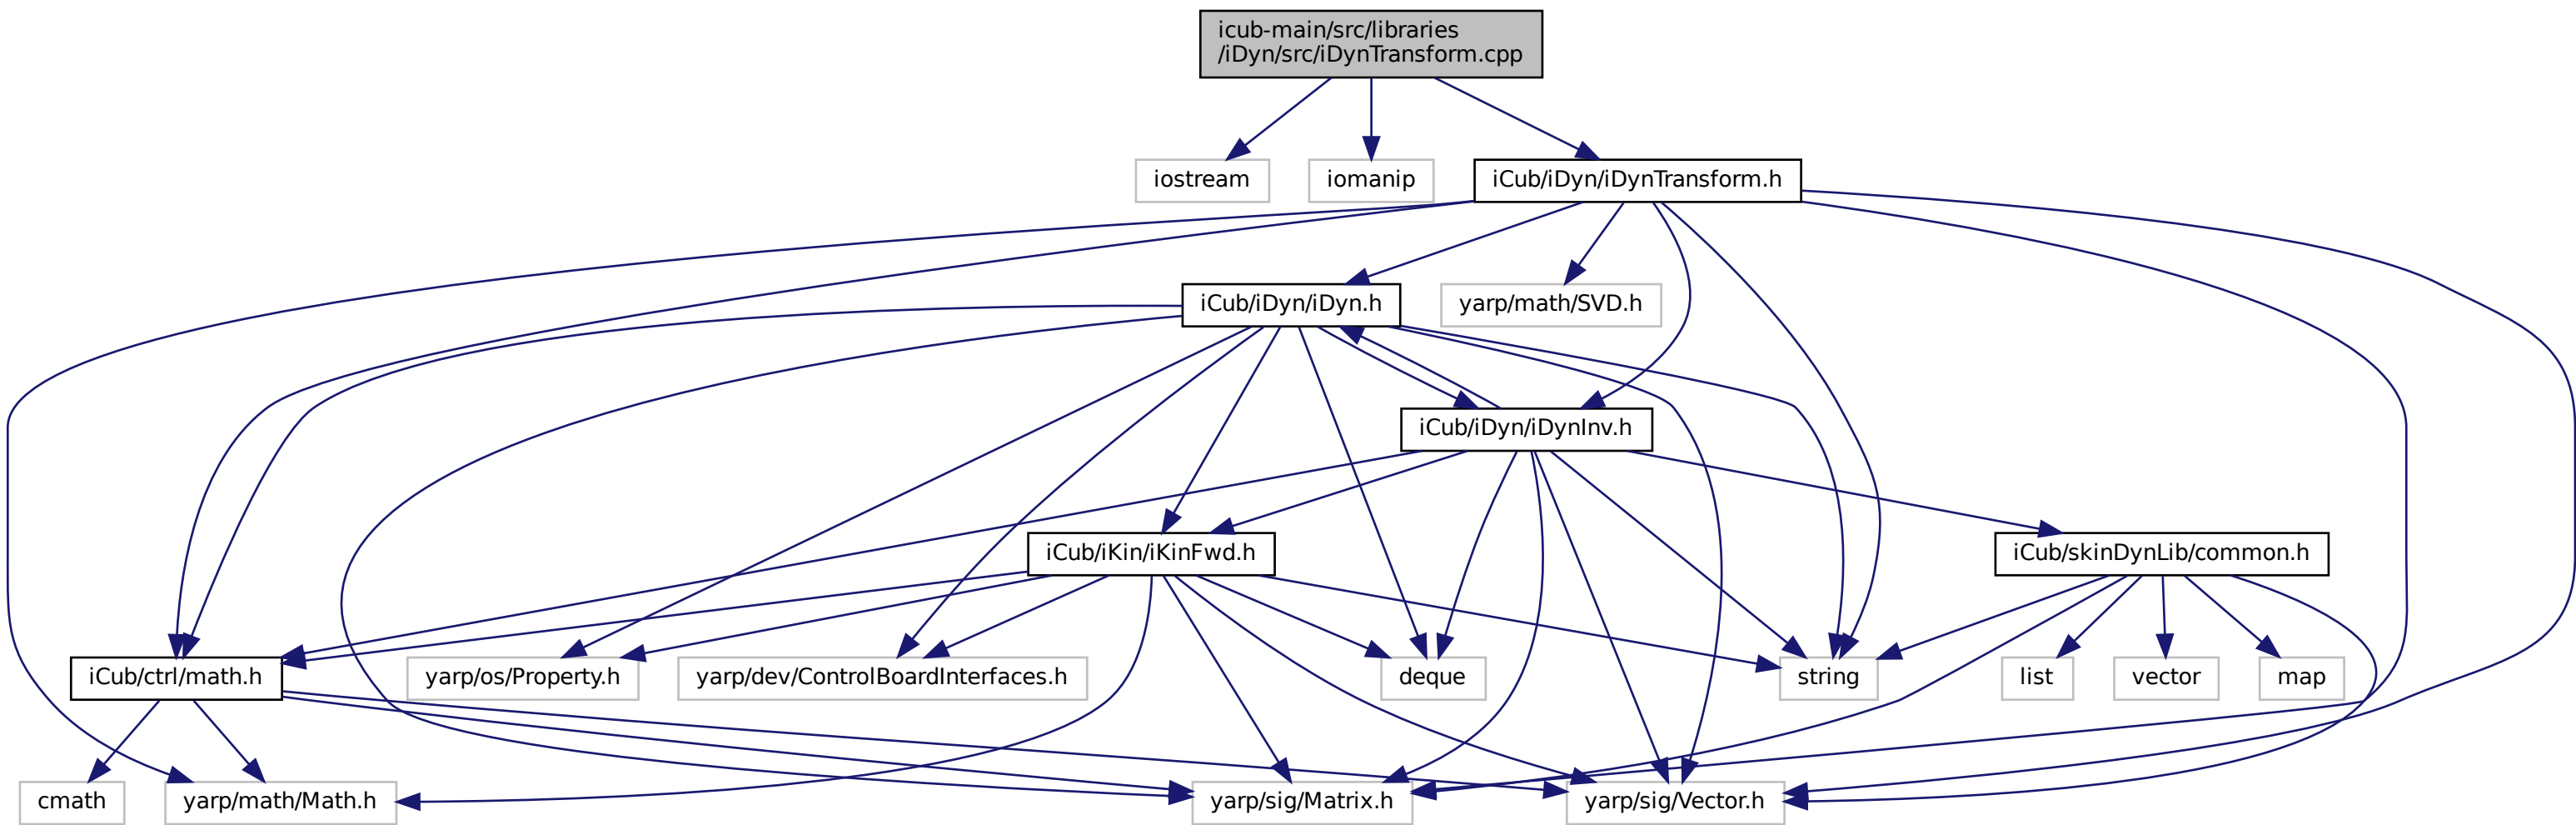 icub-main/src/libraries
/iDyn/src/iDynTransform.cpp
iostream
iomanip
iCub/iDyn/iDynTransform.h
iCub/iDyn/iDyn.h
yarp/math/SVD.h
iCub/iDyn/iDynInv.h
iCub/iKin/iKinFwd.h
iCub/skinDynLib/common.h
iCub/ctrl/math.h
yarp/os/Property.h
yarp/dev/ControlBoardInterfaces.h
deque
string
list
vector
map
cmath
yarp/math/Math.h
yarp/sig/Matrix.h
yarp/sig/Vector.h